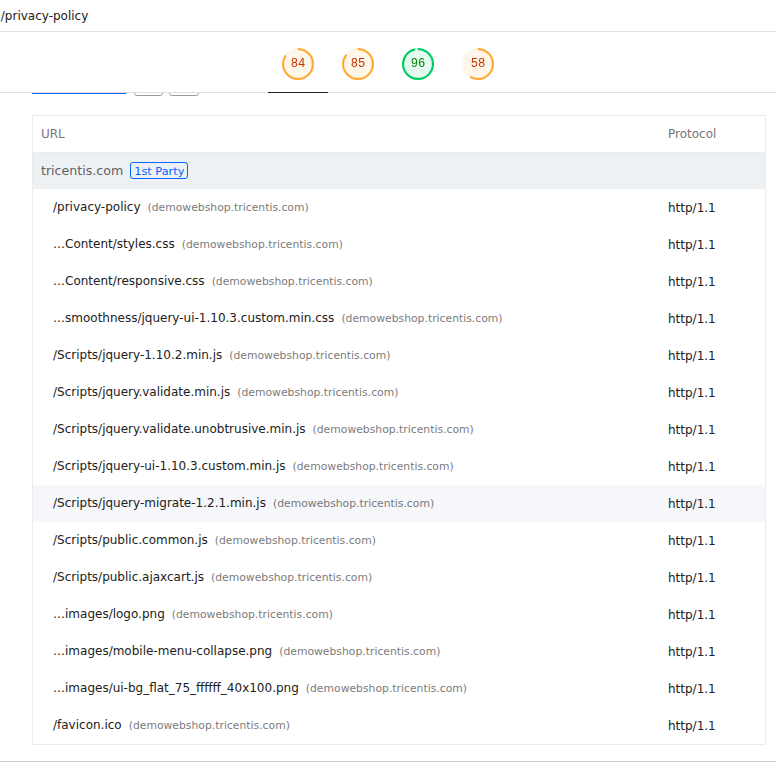 /privacy-policy
84 85 96 58
URL Protocol
tricentis.com 1st Party
/privacy-policy (demowebshop.tricentis.com) http/1.1
…Content/styles.css (demowebshop.tricentis.com) http/1.1
…Content/responsive.css (demowebshop.tricentis.com) http/1.1
…smoothness/jquery-ui-1.10.3.custom.min.css (demowebshop.tricentis.com) http/1.1
/Scripts/jquery-1.10.2.min.js (demowebshop.tricentis.com) http/1.1
/Scripts/jquery.validate.min.js (demowebshop.tricentis.com) http/1.1
/Scripts/jquery.validate.unobtrusive.min.js (demowebshop.tricentis.com) http/1.1
/Scripts/jquery-ui-1.10.3.custom.min.js (demowebshop.tricentis.com) http/1.1
/Scripts/jquery-migrate-1.2.1.min.js (demowebshop.tricentis.com) http/1.1
/Scripts/public.common.js (demowebshop.tricentis.com) http/1.1
/Scripts/public.ajaxcart.js (demowebshop.tricentis.com) http/1.1
…images/logo.png (demowebshop.tricentis.com) http/1.1
…images/mobile-menu-collapse.png (demowebshop.tricentis.com) http/1.1
…images/ui-bg_flat_75_ffffff_40x100.png (demowebshop.tricentis.com) http/1.1
/favicon.ico (demowebshop.tricentis.com) http/1.1